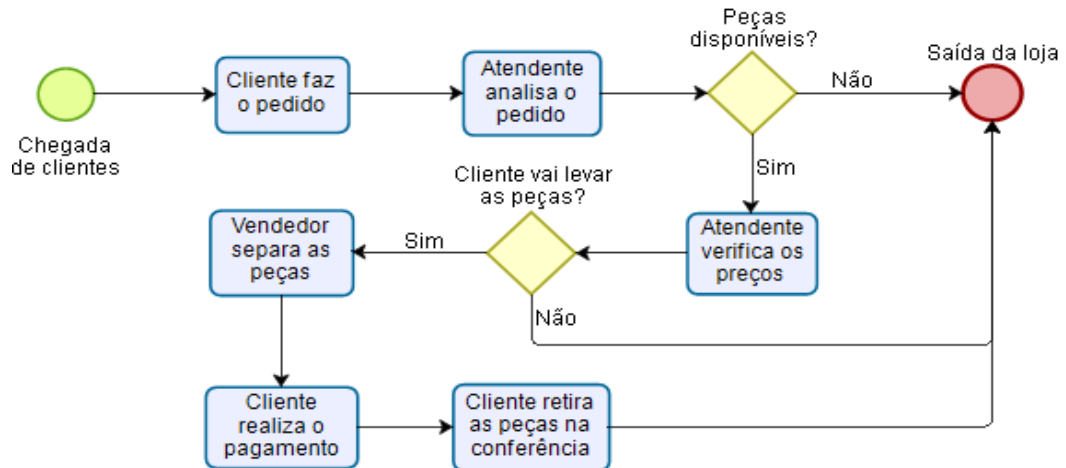 Chegada
de clientes
Cliente faz
o pedido
Atendente
analisa o
pedido
Peças
disponíveis?
Não
Saída da loja
Sim
Atendente
verifica os
preços
Cliente vai levar
as peças?
Sim
Não
Vendedor
separa as
peças
Cliente
realiza o
pagamento
Cliente retira
as peças na
conferência